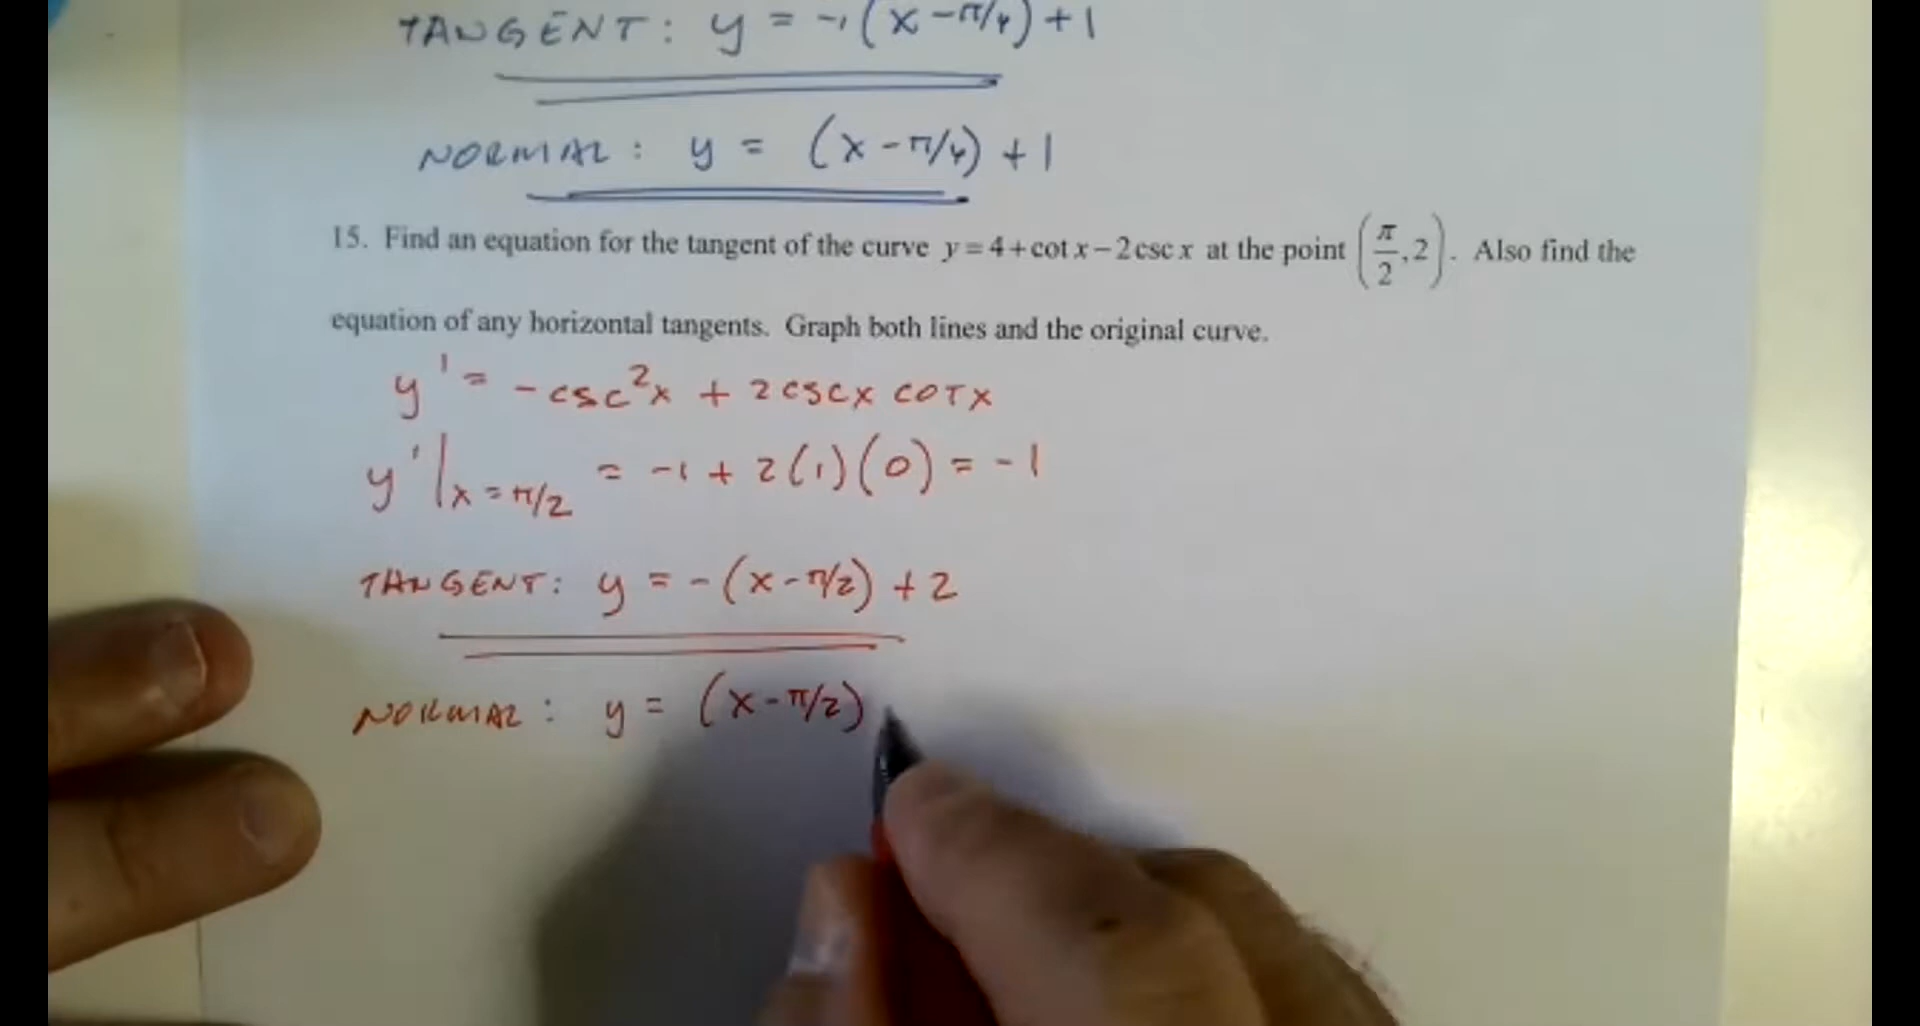 TANGENT: y = -1(x-π/4)+1
NORMAL: y = (x-π/4)+1
15. Find an equation for the tangent of the curve y=4+cot x−2csc x at the point (π/2, 2). Also find the
equation of any horizontal tangents. Graph both lines and the original curve.
y' = -csc²x + 2cscx cotx
y'|x=π/2 = -1 + 2(1)(0) = -1
TANGENT: y = -(x-π/2) + 2
NORMAL: y = (x-π/2)